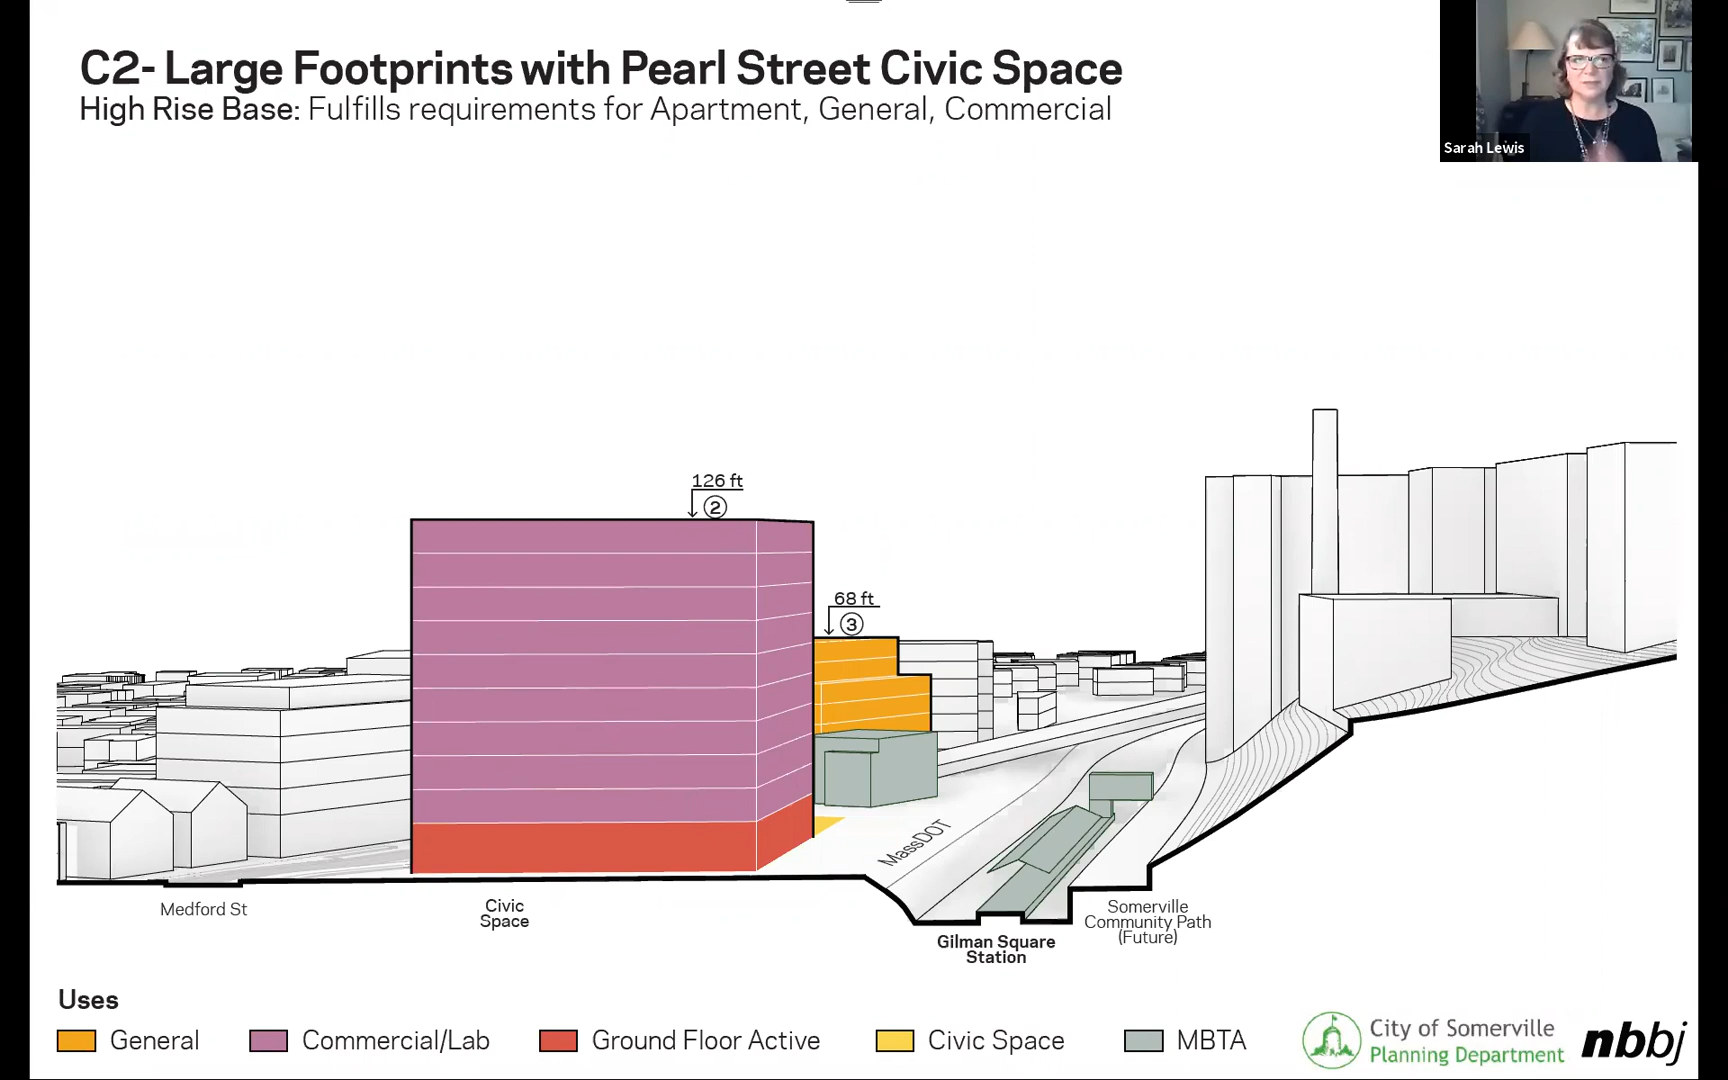 C2- Large Footprints with Pearl Street Civic Space
High Rise Base: Fulfills requirements for Apartment, General, Commercial
Sarah Lewis
126 ft
2
68 ft
3
MassDOT
Medford St
Civic
Space
Gilman Square
Station
Somerville
Community Path
(Future)
Uses
General
Commercial/Lab
Ground Floor Active
Civic Space
MBTA
City of Somerville
Planning Department
nbbj